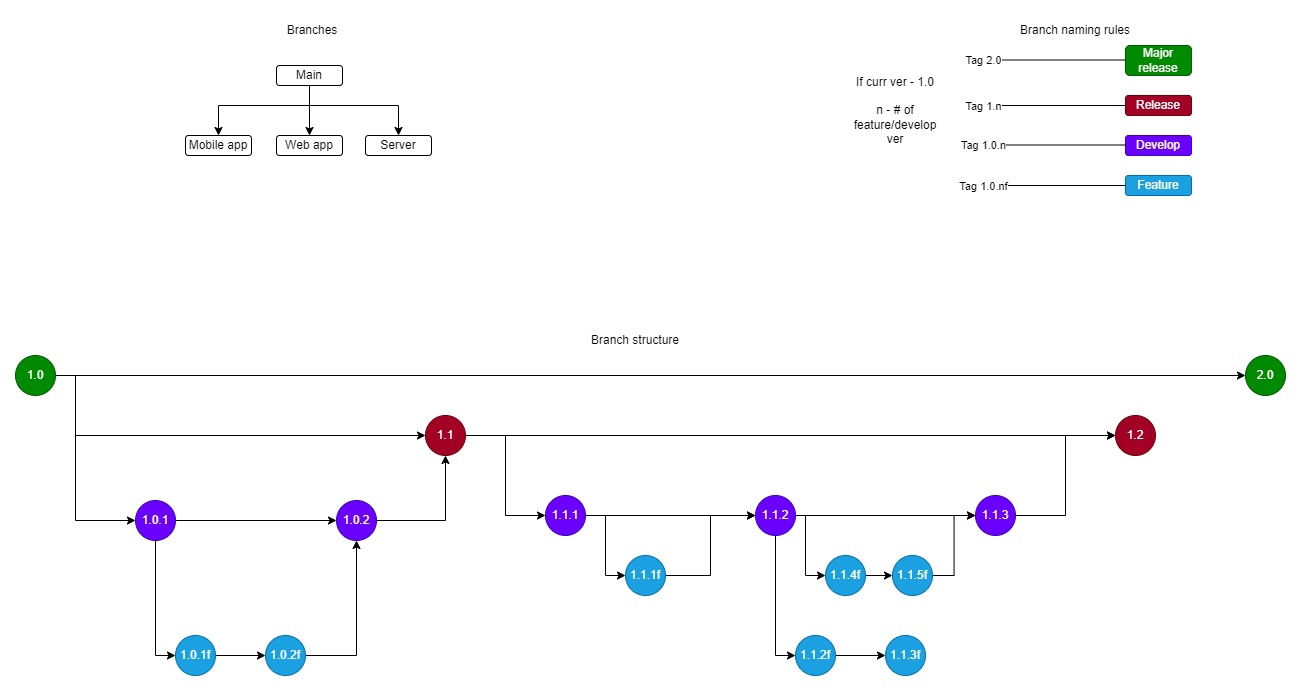 Branches
Main
Mobile app
Web app
Server
Branch naming rules
If curr ver - 1.0
n - # of
feature/develop
ver
Tag 2.0
Major
release
Tag 1.n
Release
Tag 1.0.n
Develop
Tag 1.0.nf
Feature
Branch structure
1.0
2.0
1.1
1.2
1.0.1
1.0.2
1.1.1
1.1.2
1.1.3
1.1.1f
1.1.4f
1.1.5f
1.0.1f
1.0.2f
1.1.2f
1.1.3f